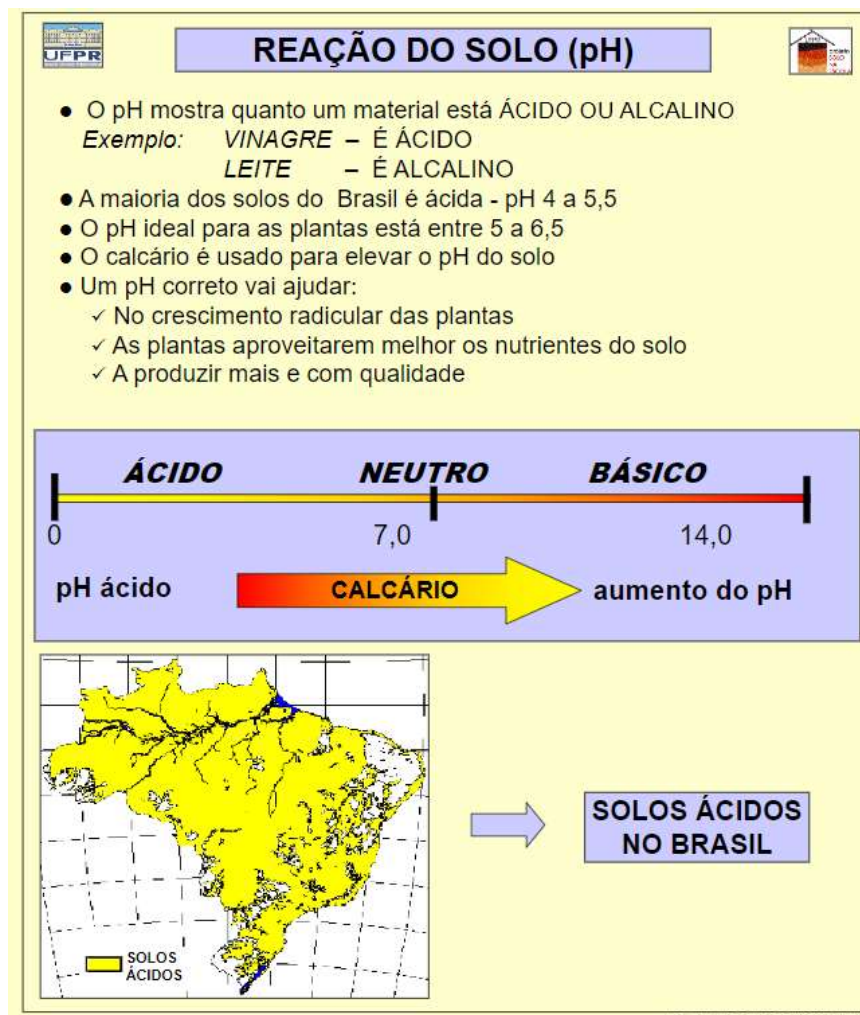 UFPR
REAÇÃO DO SOLO (pH)
● O pH mostra quanto um material está ÁCIDO OU ALCALINO
Exemplo: VINAGRE – É ÁCIDO
LEITE – É ALCALINO
● A maioria dos solos do Brasil é ácida - pH 4 a 5,5
● O pH ideal para as plantas está entre 5 a 6,5
● O calcário é usado para elevar o pH do solo
● Um pH correto vai ajudar:
✓ No crescimento radicular das plantas
✓ As plantas aproveitarem melhor os nutrientes do solo
✓ A produzir mais e com qualidade
ÁCIDO NEUTRO BÁSICO
0 7,0 14,0
pH ácido CALCÁRIO aumento do pH
SOLOS ÁCIDOS
NO BRASIL
SOLOS
ÁCIDOS